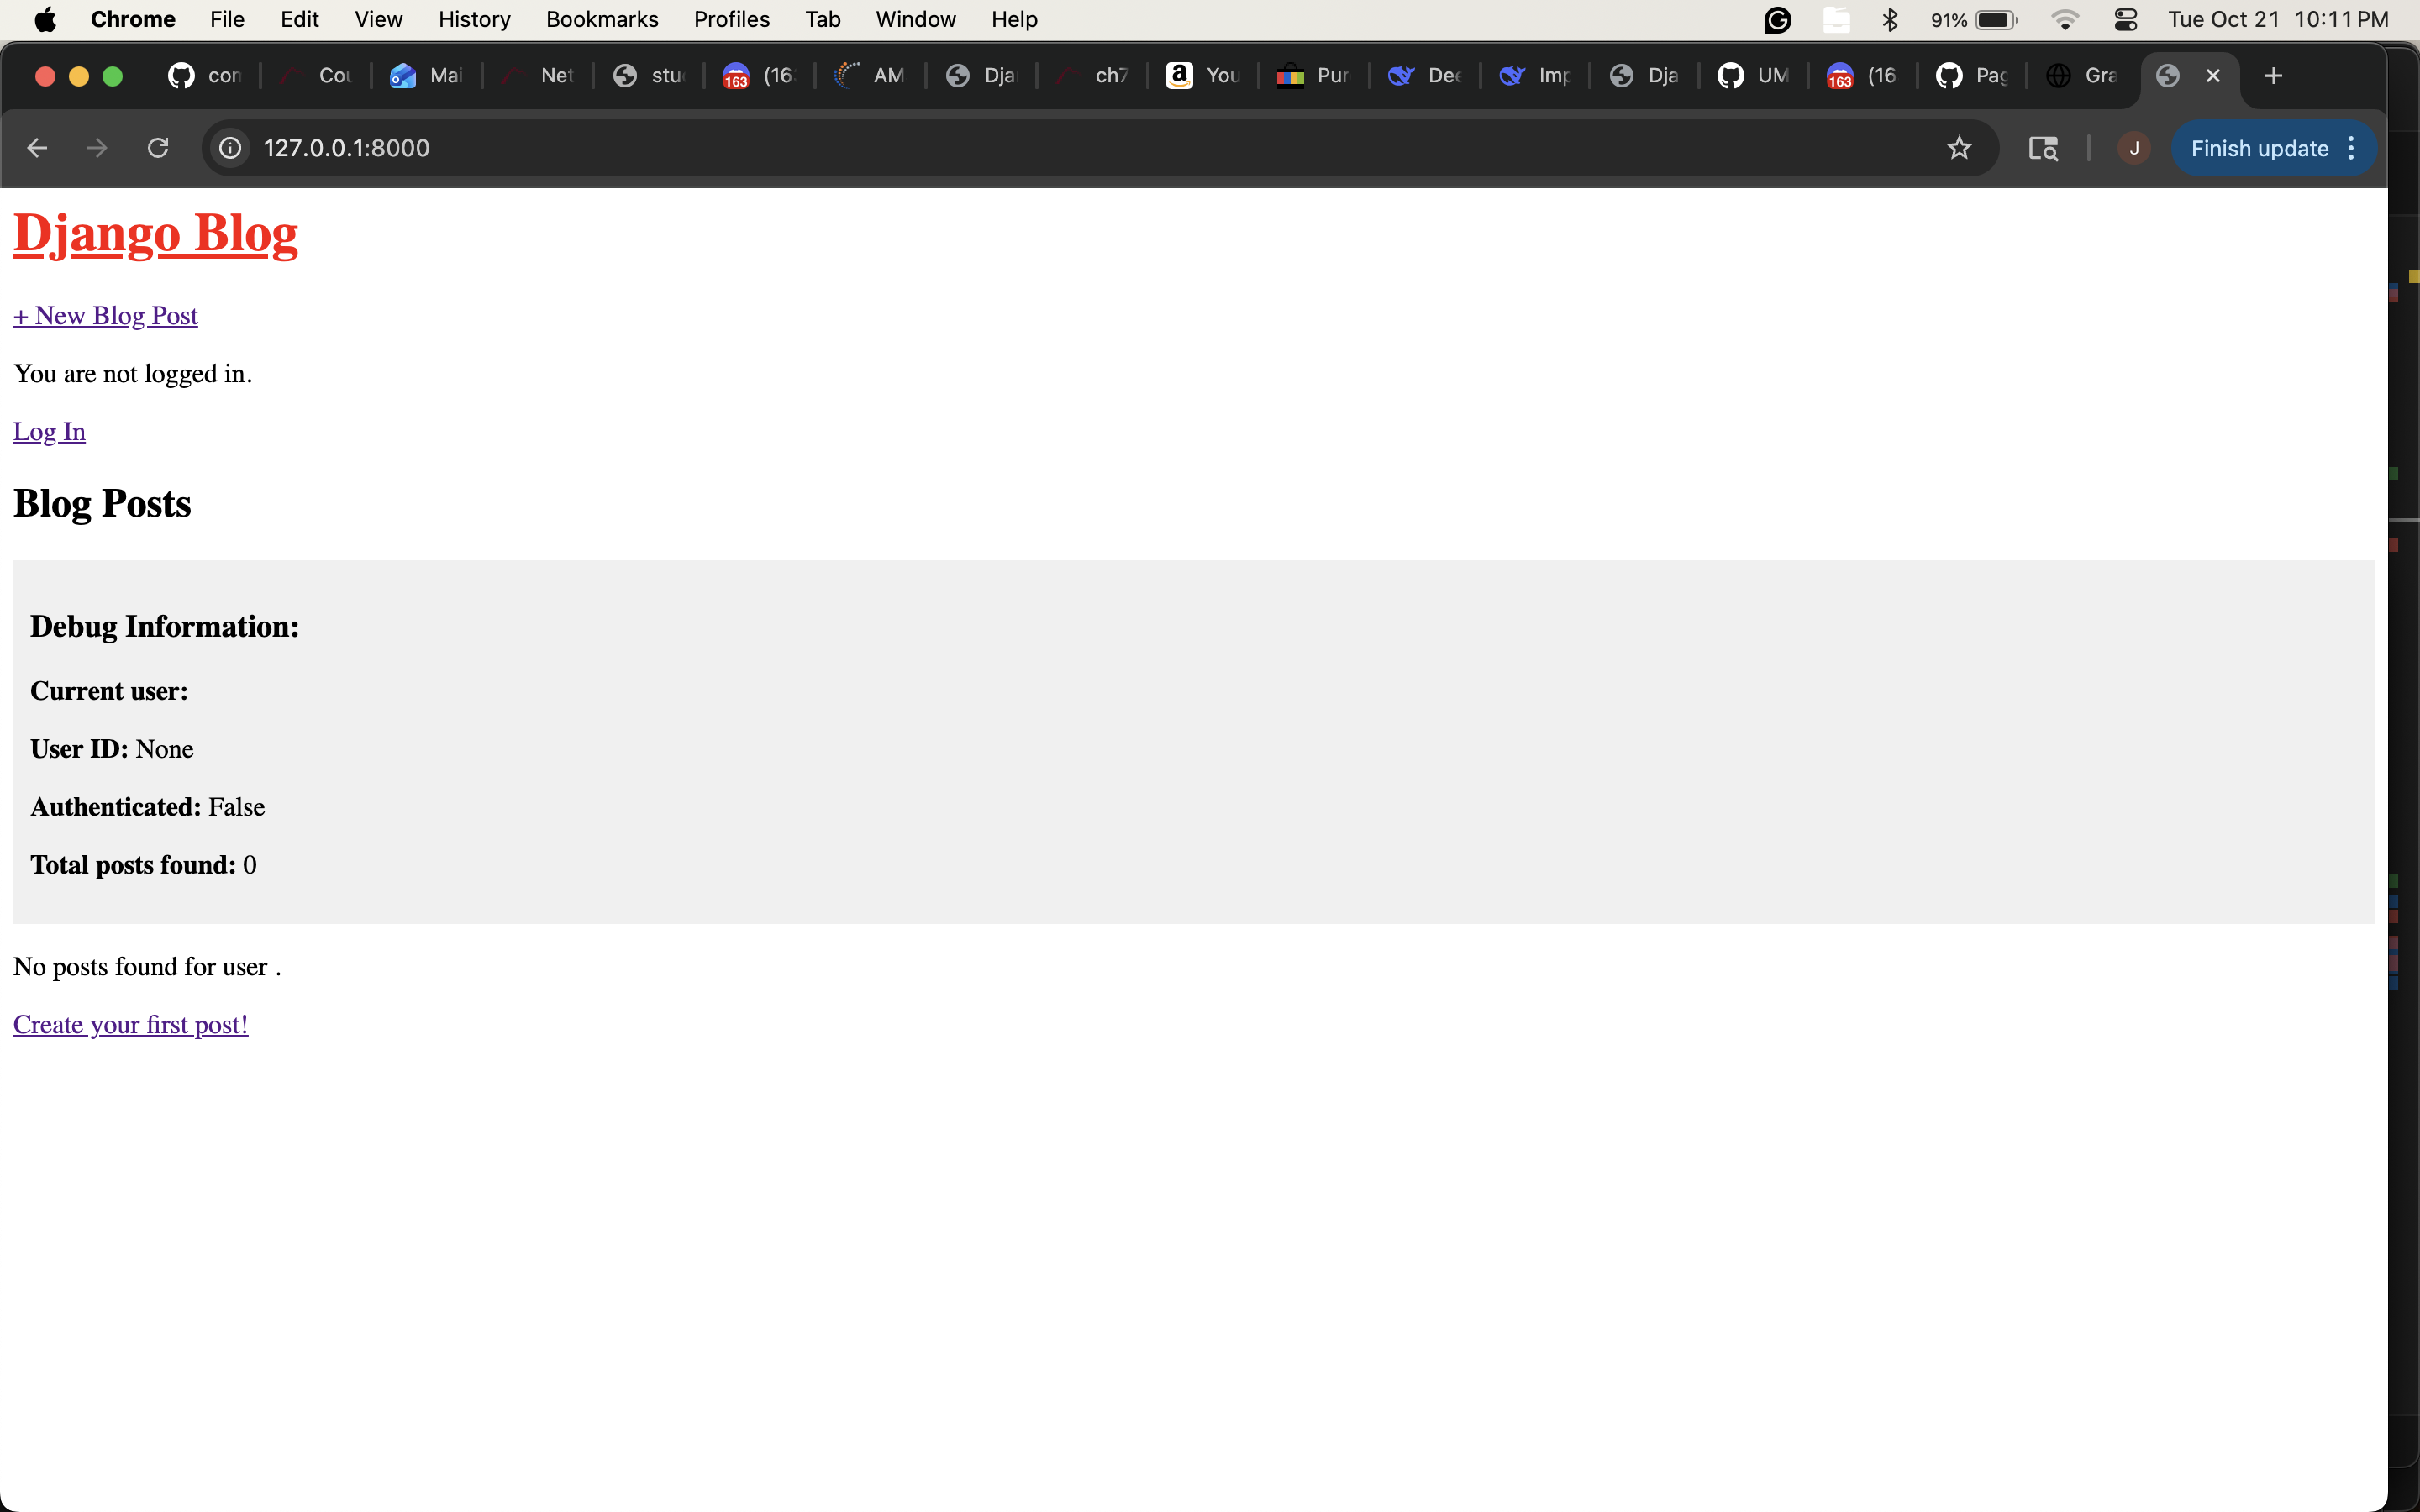 Chrome File Edit View History Bookmarks Profiles Tab Window Help 91% Tue Oct 21 10:11 PM
con Cou Mai Net stu 163 (16 AM Dja ch7 a You Pur Dee Imp Dja UM 163 (16 Pag Gra
127.0.0.1:8000 J Finish update
Django Blog
+ New Blog Post
You are not logged in.
Log In
Blog Posts
Debug Information:
Current user:
User ID: None
Authenticated: False
Total posts found: 0
No posts found for user .
Create your first post!